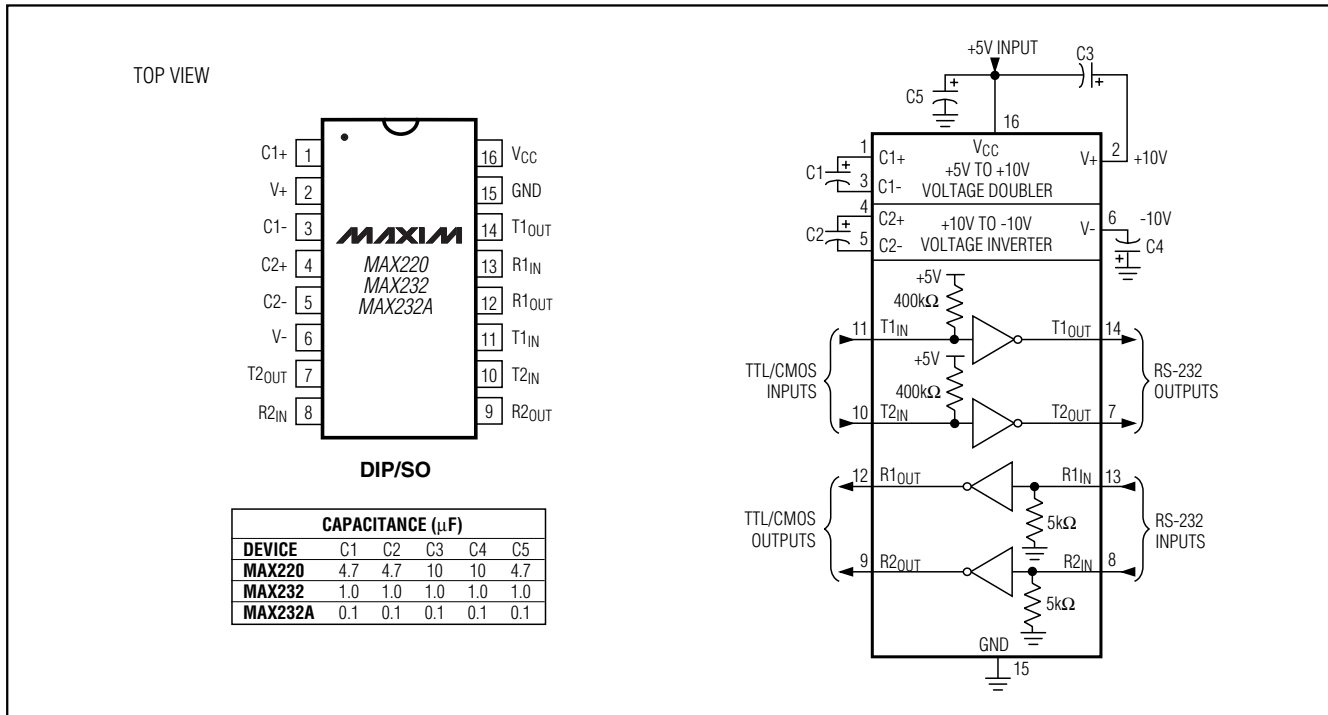 TOP VIEW
C1+ 1
V+ 2
C1- 3
C2+ 4
C2- 5
V- 6
T2OUT 7
R2IN 8
MAXIM
MAX220
MAX232
MAX232A
16 VCC
15 GND
14 T1OUT
13 R1IN
12 R1OUT
11 T1IN
10 T2IN
9 R2OUT
DIP/SO
CAPACITANCE (μF)
DEVICE C1 C2 C3 C4 C5
MAX220 4.7 4.7 10 10 4.7
MAX232 1.0 1.0 1.0 1.0 1.0
MAX232A 0.1 0.1 0.1 0.1 0.1
+5V INPUT
C3
+
C5
+
16
1
C1+
VCC
V+
2
+10V
C1
+
3
C1-
+5V TO +10V
VOLTAGE DOUBLER
4
C2+
C2
+
5
C2-
+10V TO -10V
VOLTAGE INVERTER
V-
6
-10V
C4
+
+5V
400kΩ
11 T1IN
T1OUT 14
+5V
400kΩ
TTL/CMOS
INPUTS
RS-232
OUTPUTS
10 T2IN
T2OUT 7
12 R1OUT
R1IN 13
5kΩ
TTL/CMOS
OUTPUTS
RS-232
INPUTS
9 R2OUT
R2IN 8
5kΩ
GND
15